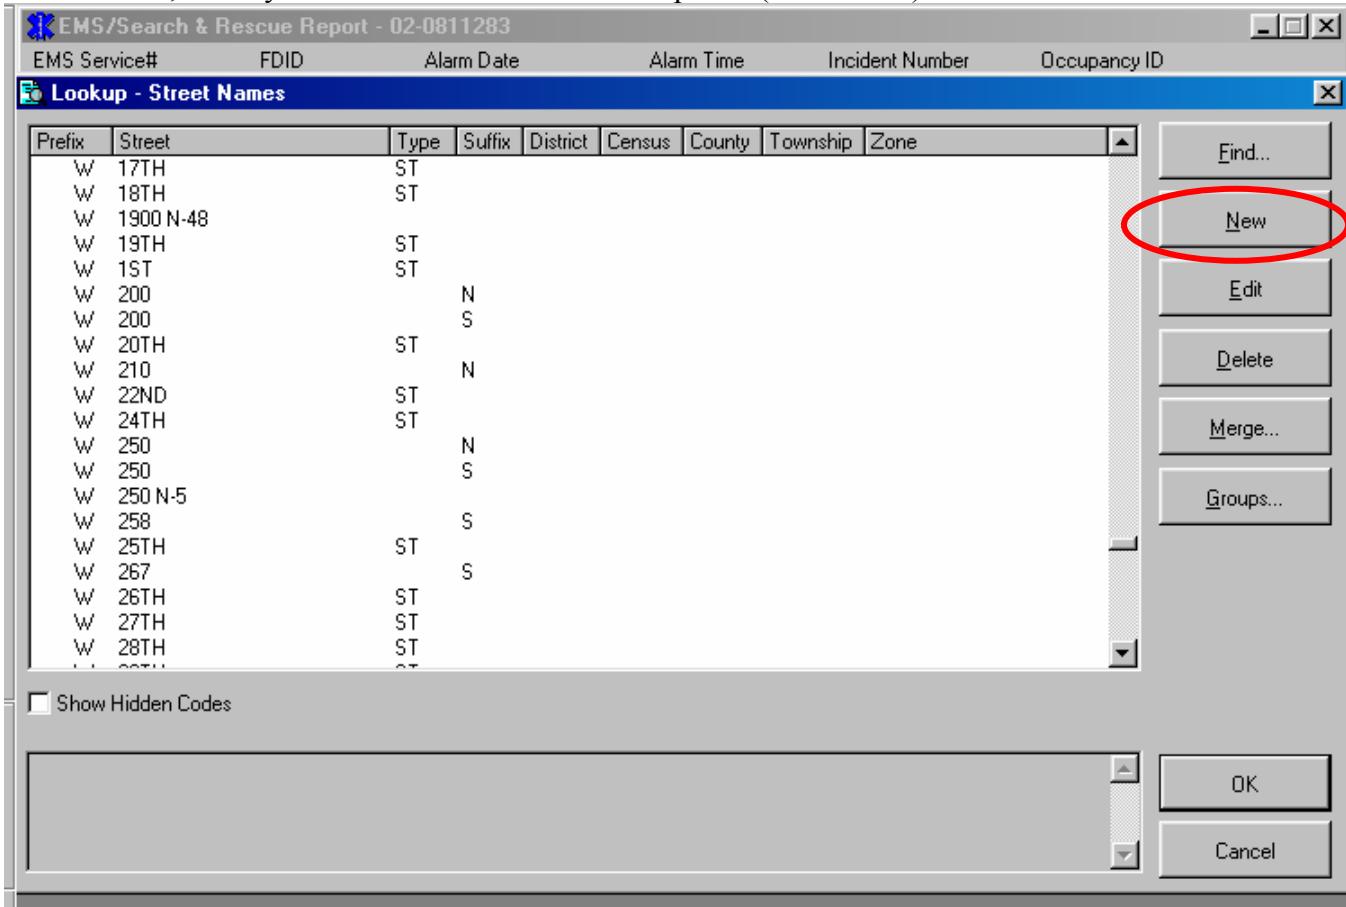 EMS/Search & Rescue Report - 02-0811283
EMS Service# FDID Alarm Date Alarm Time Incident Number Occupancy ID
Lookup - Street Names
Prefix Street Type Suffix District Census County Township Zone
W 17TH ST
W 18TH ST
W 1900 N-48
W 19TH ST
W 1ST ST
W 200 N
W 200 S
W 20TH ST
W 210 N
W 22ND ST
W 24TH ST
W 250 N
W 250 S
W 250 N-5
W 258 S
W 25TH ST
W 267 S
W 26TH ST
W 27TH ST
W 28TH ST
Find...
New
Edit
Delete
Merge...
Groups...
Show Hidden Codes
OK
Cancel